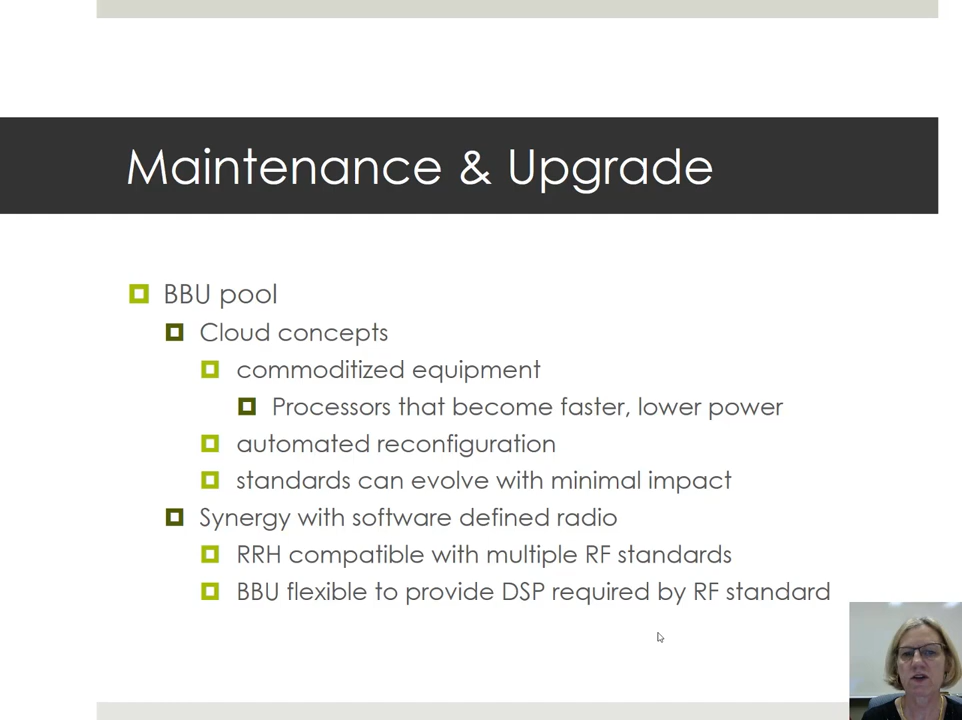 Maintenance & Upgrade
BBU pool
Cloud concepts
commoditized equipment
Processors that become faster, lower power
automated reconfiguration
standards can evolve with minimal impact
Synergy with software defined radio
RRH compatible with multiple RF standards
BBU flexible to provide DSP required by RF standard